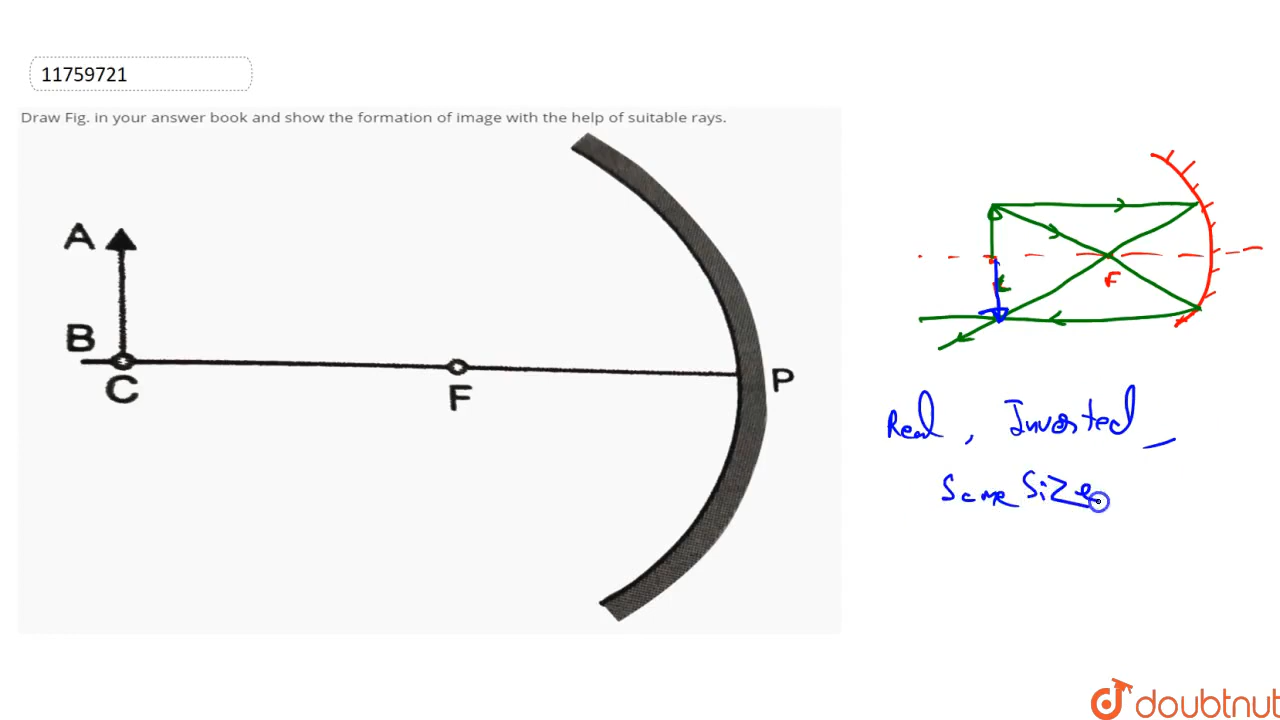 11759721
Draw Fig. in your answer book and show the formation of image with the help of suitable rays.
A
B
C
F
P
F
Real, Inverted
Same Size
doubtnut